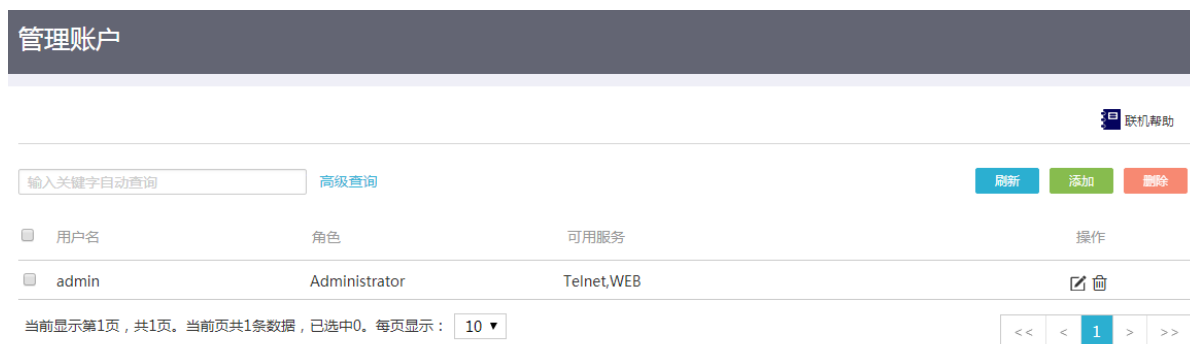 管理账户
联机帮助
输入关键字自动查询 高级查询 刷新 添加 删除
用户名 角色 可用服务 操作
admin Administrator Telnet,WEB
当前显示第1页，共1页。当前页共1条数据，已选中0。每页显示： 10 ▼
<< < 1 > >>